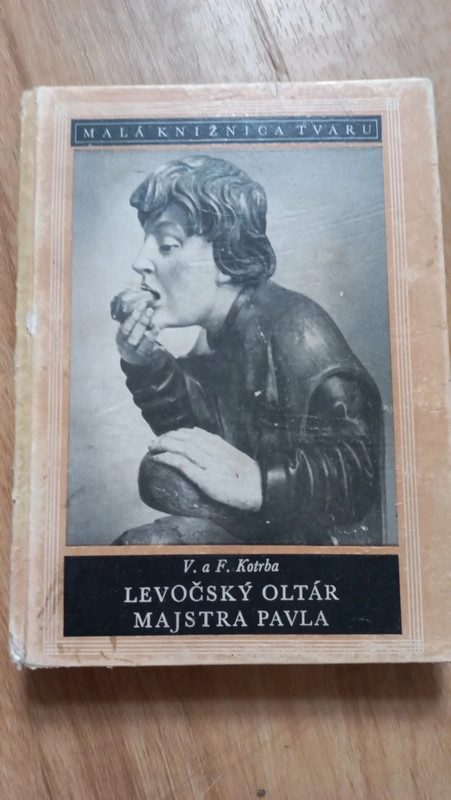 MALÁ KNIŽNICA TVARU
V. a F. Kotrba
LEVOČSKÝ OLTÁR
MAJSTRA PAVLA